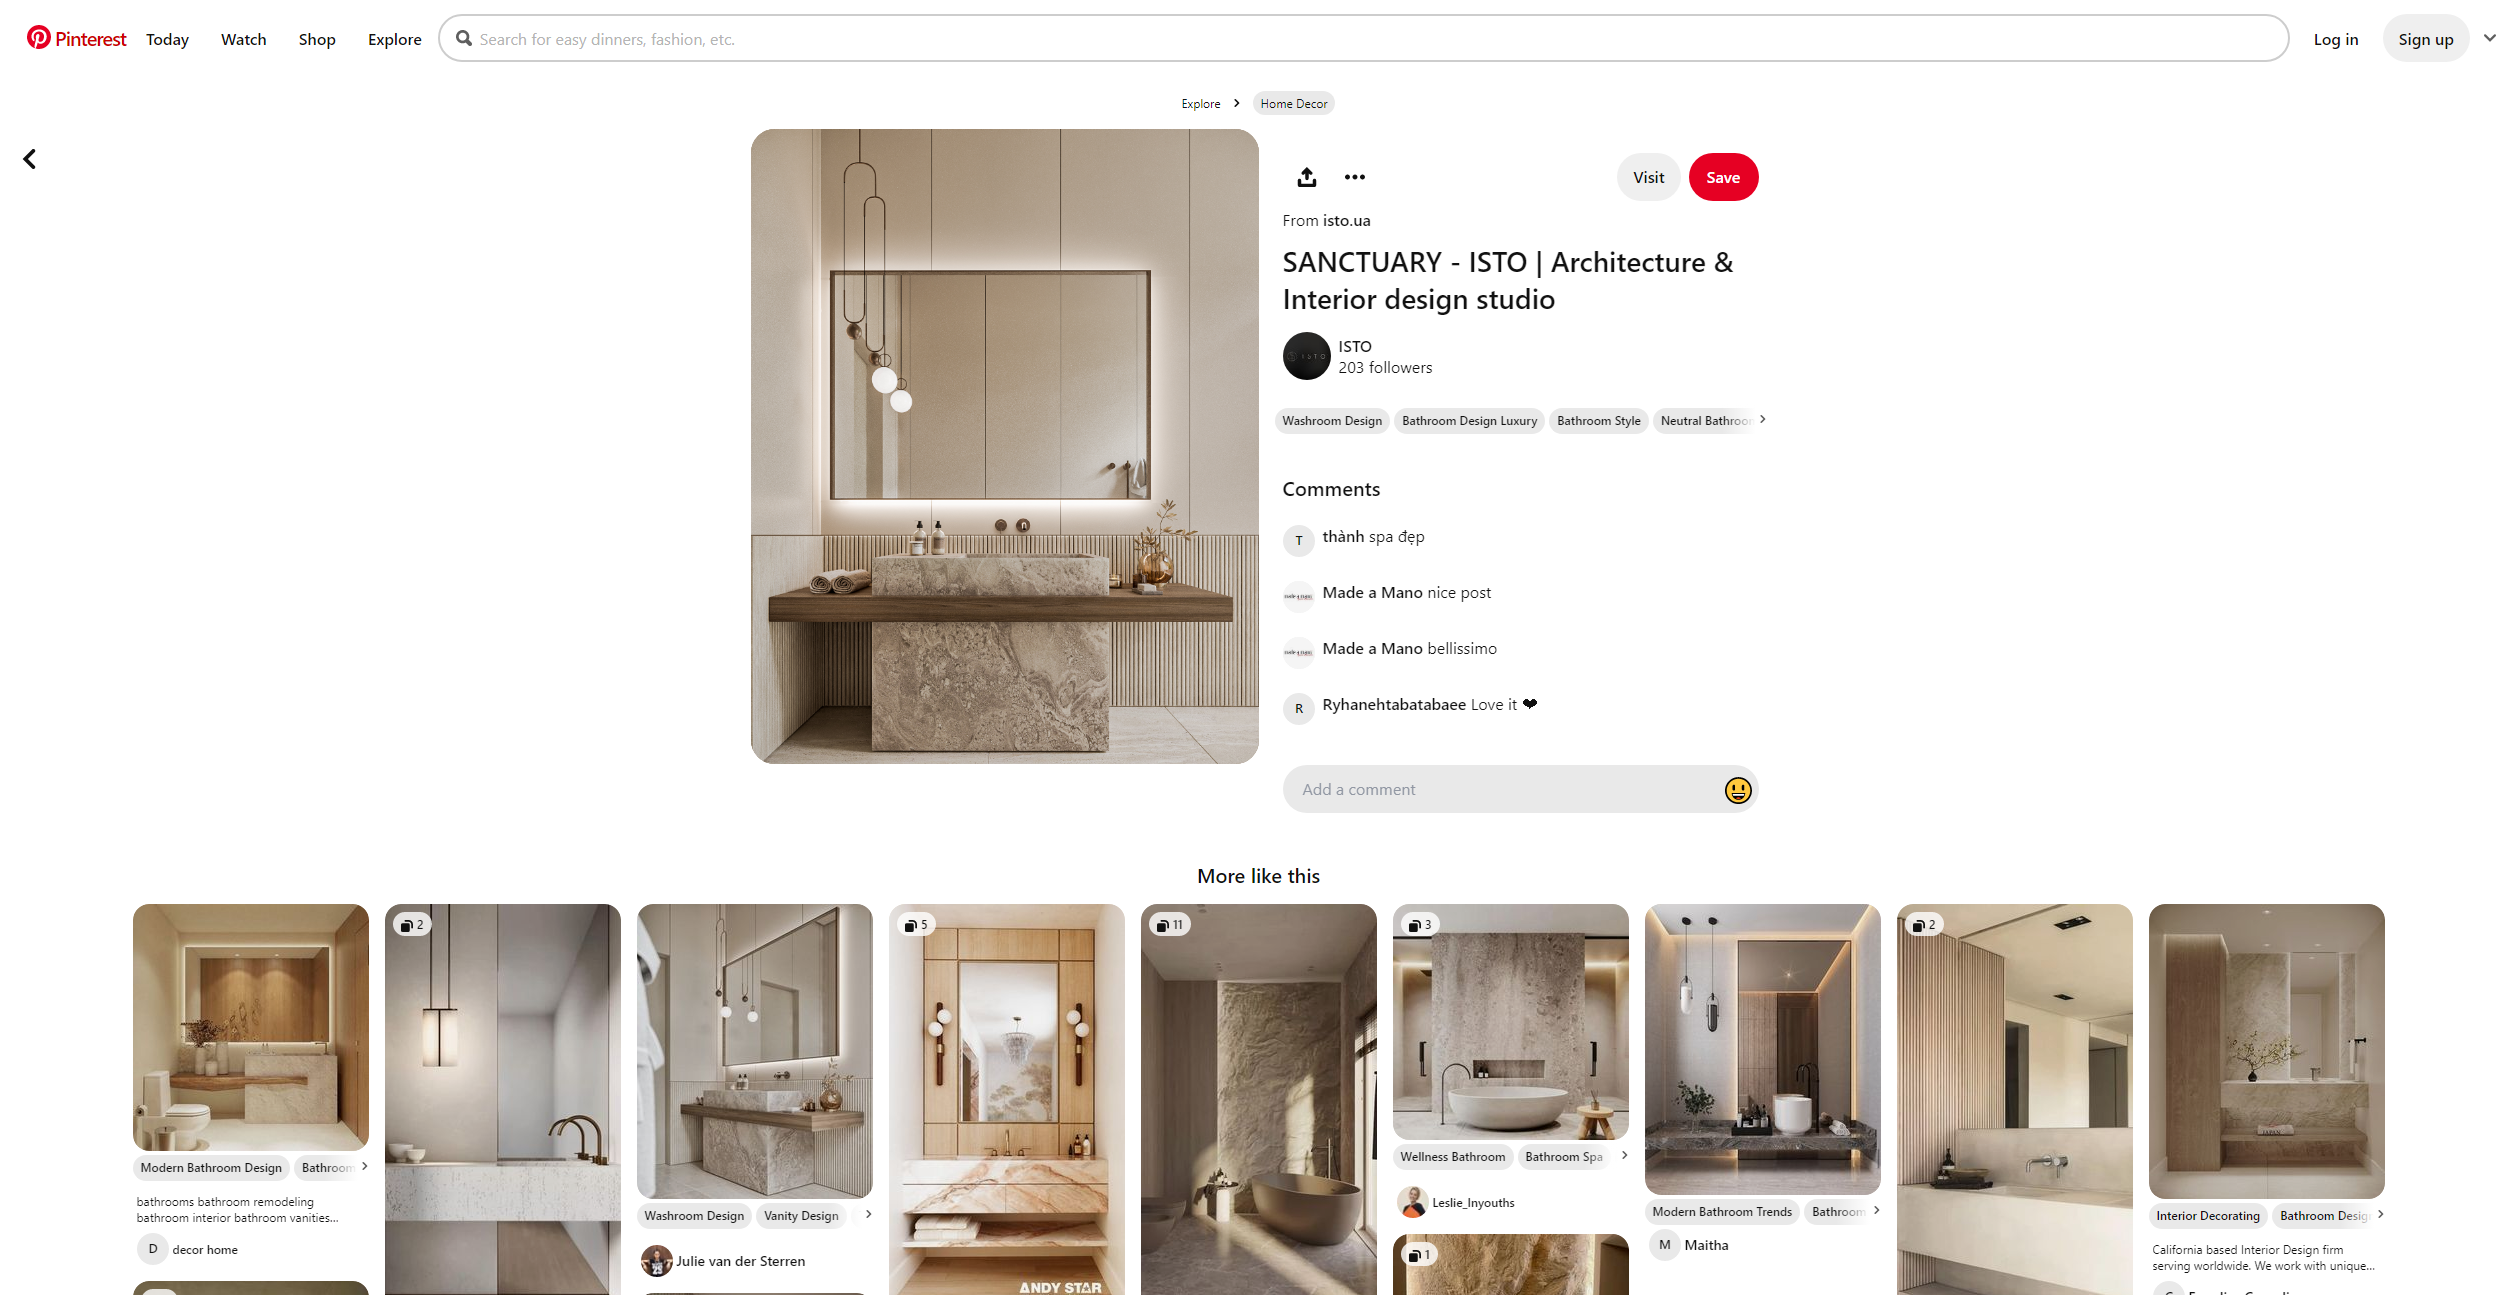 Pinterest
Today
Watch
Shop
Explore
Search for easy dinners, fashion, etc.
Log in
Sign up
Explore
Home Decor
Visit
Save
From isto.ua
SANCTUARY - ISTO | Architecture &
Interior design studio
ISTO
ISTO
203 followers
Washroom Design
Bathroom Design Luxury
Bathroom Style
Neutral Bathroom
Comments
T
thành spa đẹp
Made a Mano nice post
Made a Mano bellissimo
R
Ryhanehtabatabaee Love it ❤
Add a comment
More like this
Modern Bathroom Design
Bathroom
bathrooms bathroom remodeling
bathroom interior bathroom vanities...
D
decor home
2
Washroom Design
Vanity Design
Julie van der Sterren
5
ANDY STAR
11
3
Wellness Bathroom
Bathroom Spa
Leslie_Inyouths
1
Modern Bathroom Trends
Bathroom
M
Maitha
2
JAPAN
Interior Decorating
Bathroom Desig
California based Interior Design firm
serving worldwide. We work with unique...